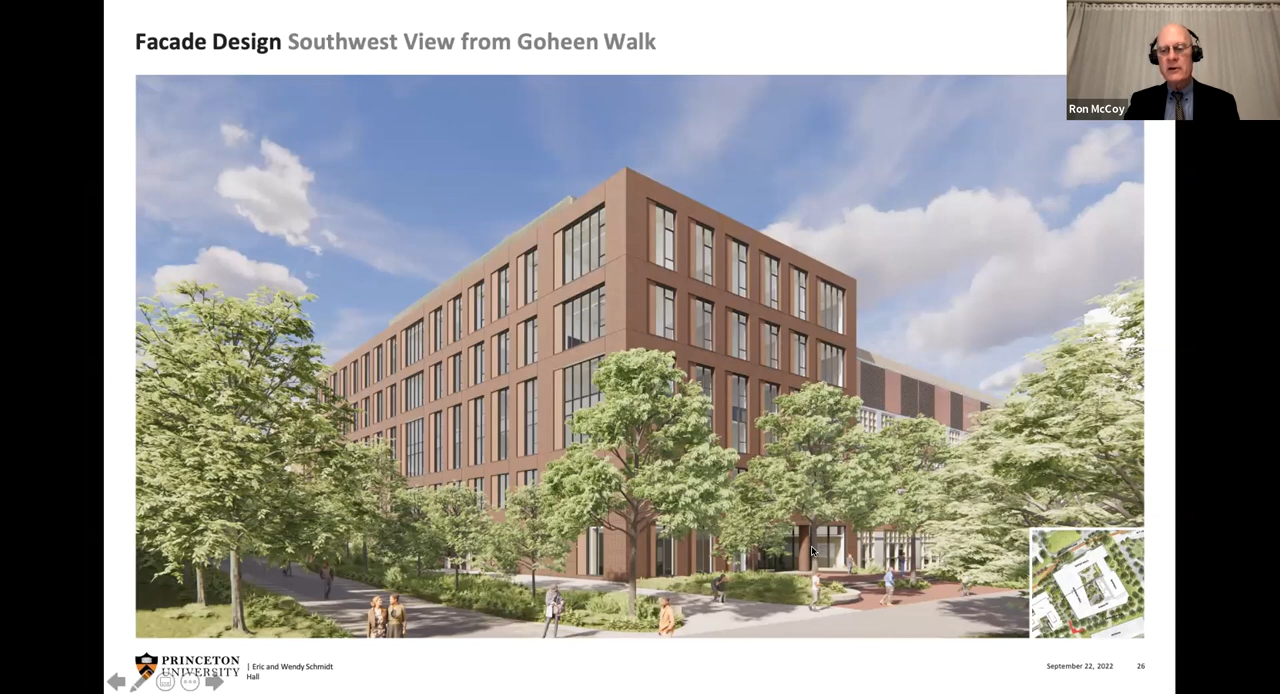 Facade Design Southwest View from Goheen Walk
Ron McCoy
PRINCETON
UNIVERSITY
| Eric and Wendy Schmidt
Hall
September 22, 2022
26